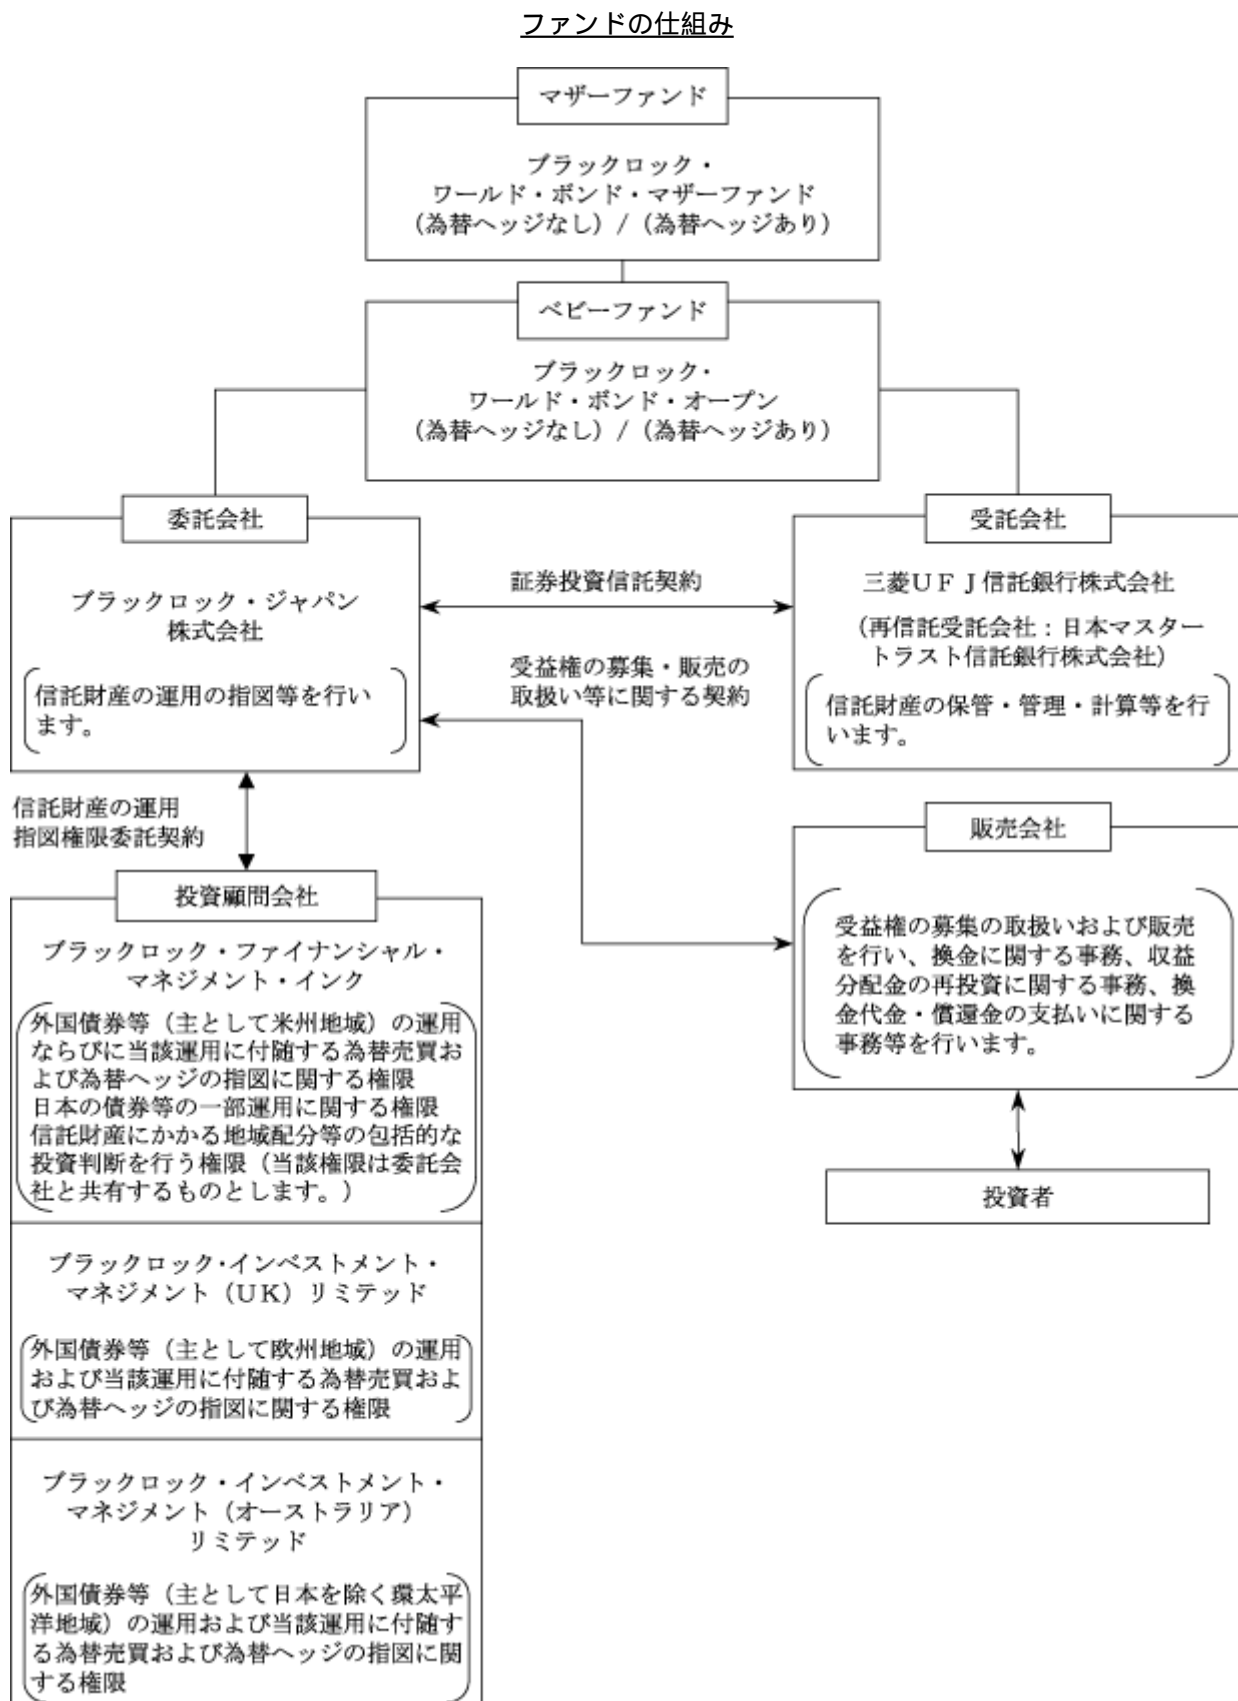 ファンドの仕組み
マザーファンド
ブラックロック・
ワールド・ボンド・マザーファンド
(為替ヘッジなし) / (為替ヘッジあり)
ベビーファンド
ブラックロック・
ワールド・ボンド・オープン
(為替ヘッジなし) / (為替ヘッジあり)
委託会社
ブラックロック・ジャパン
株式会社
信託財産の運用の指図等を行い
ます。
証券投資信託契約
受益権の募集・販売の
取扱い等に関する契約
受託会社
三菱UFJ信託銀行株式会社
(再信託受託会社:日本マスター
トラスト信託銀行株式会社)
信託財産の保管・管理・計算等を行
います。
信託財産の運用
指図権限委託契約
販売会社
受益権の募集の取扱いおよび販売
を行い、換金に関する事務、収益
分配金の再投資に関する事務、換
金代金・償還金の支払いに関する
事務等を行います。
投資者
投資顧問会社
ブラックロック・ファイナンシャル・
マネジメント・インク
外国債券等(主として米州地域)の運用
ならびに当該運用に付随する為替売買お
よび為替ヘッジの指図に関する権限
日本の債券等の一部運用に関する権限
信託財産にかかる地域配分等の包括的な
投資判断を行う権限(当該権限は委託会
社と共有するものとします。)
ブラックロック・インベストメント・
マネジメント(UK)リミテッド
外国債券等(主として欧州地域)の運用
および当該運用に付随する為替売買およ
び為替ヘッジの指図に関する権限
ブラックロック・インベストメント・
マネジメント(オーストラリア)
リミテッド
外国債券等(主として日本を除く環太平
洋地域)の運用および当該運用に付随す
る為替売買および為替ヘッジの指図に関
する権限